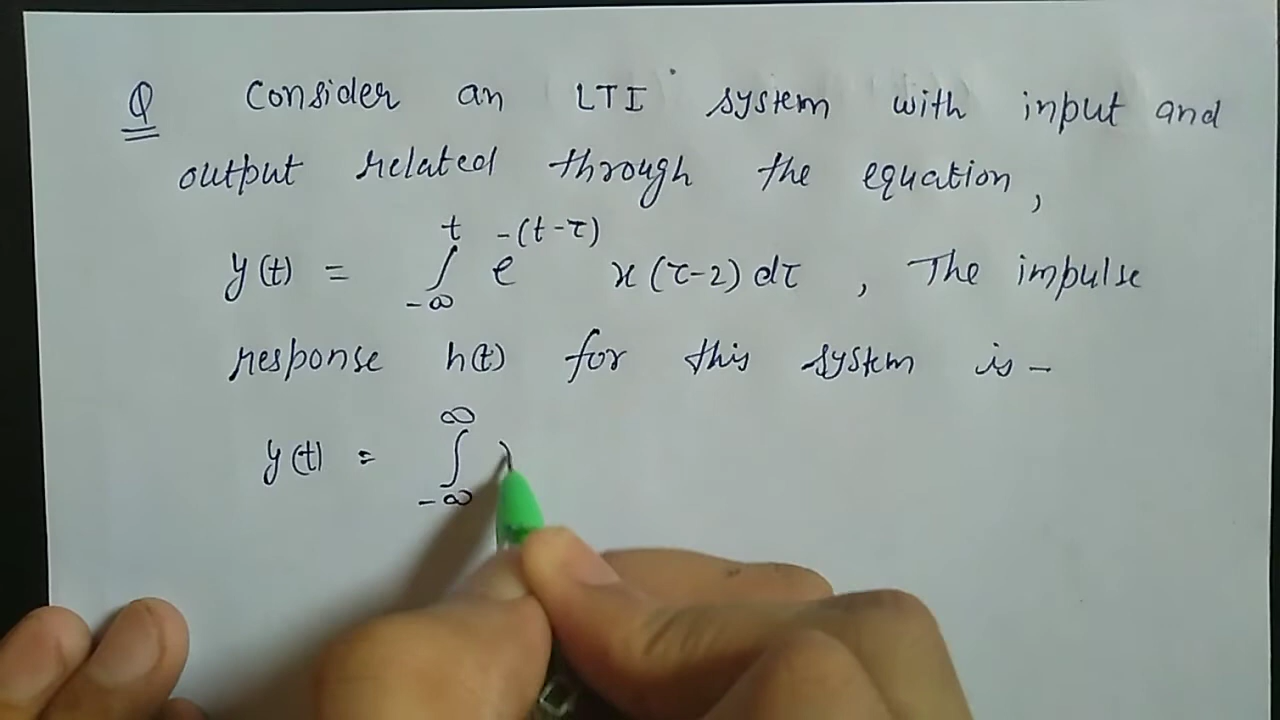 Q Consider an LTI system with input and
output related through the equation,
y(t) = ∫_{-∞}^{t} e^{-(t-τ)} x(τ-2) dτ , The impulse
response h(t) for this system is -
y(t) = ∫_{-∞}^{∞}